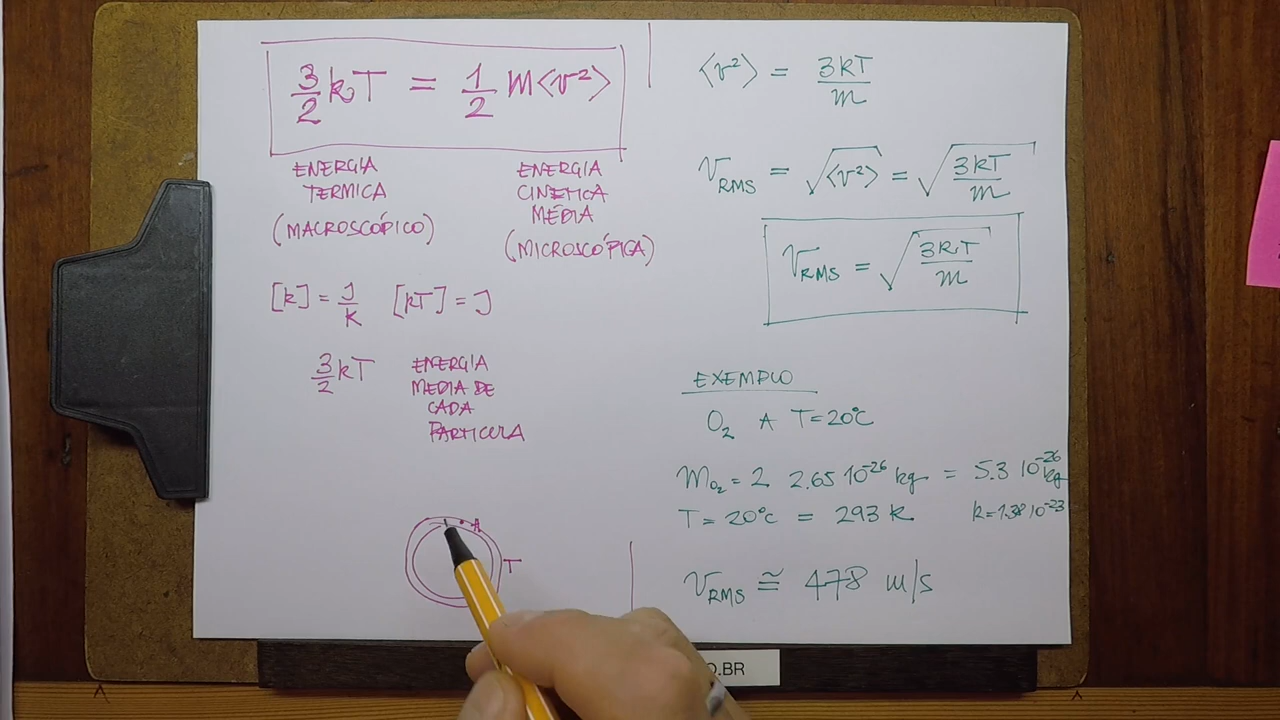 3/2 kT = 1/2 m⟨v²⟩
ENERGIA
TERMICA
(MACROSCÓPICO)
ENERGIA
CINETICA
MÉDIA
(MICROSCÓPICA)
[k] = J/K [kT] = J
3/2 kT
ENERGIA
MEDIA DE
CADA
PARTICULA
T
⟨v²⟩ = 3kT/m
v_RMS = √⟨v²⟩ = √(3kT/m)
v_RMS = √(3kT/m)
EXEMPLO
O₂ A T=20°C
m_O₂ = 2 2.65 10⁻²⁶ kg = 5.3 10⁻²⁶ kg
T = 20°C = 293 K k=1.38 10⁻²³
v_RMS ≅ 478 m/s
O.BR